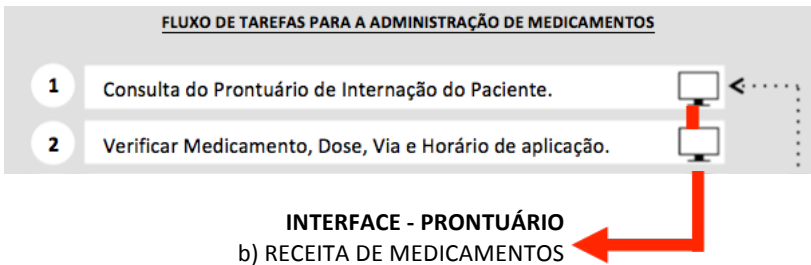 FLUXO DE TAREFAS PARA A ADMINISTRAÇÃO DE MEDICAMENTOS
1 Consulta do Prontuário de Internação do Paciente.
2 Verificar Medicamento, Dose, Via e Horário de aplicação.
INTERFACE - PRONTUÁRIO
b) RECEITA DE MEDICAMENTOS